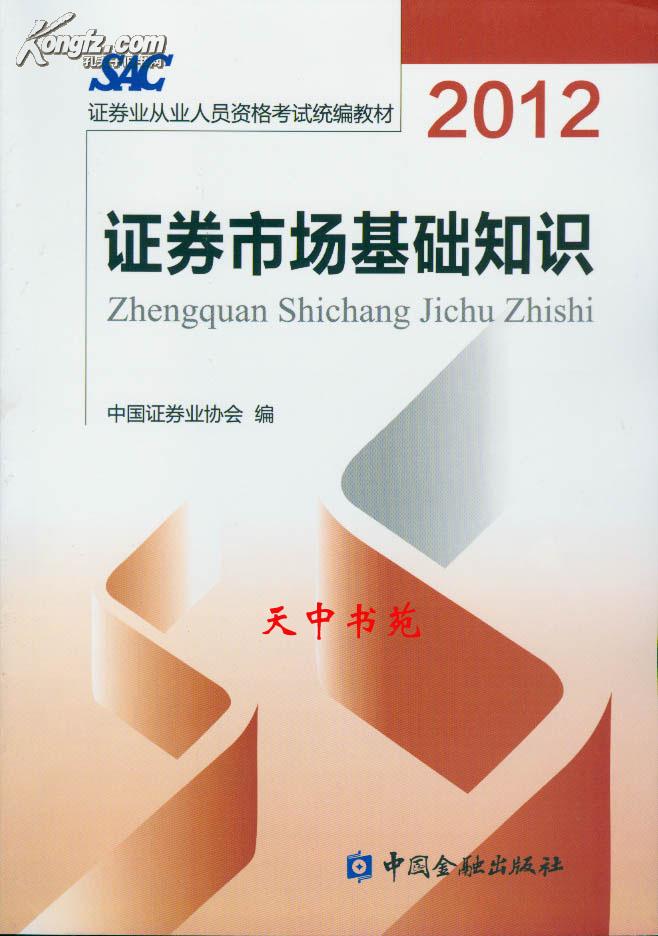 Kongfz.com
SAC
证券业从业人员资格考试统编教材
2012
证券市场基础知识
Zhengquan Shichang Jichu Zhishi
中国证券业协会 编
天中书苑
中国金融出版社